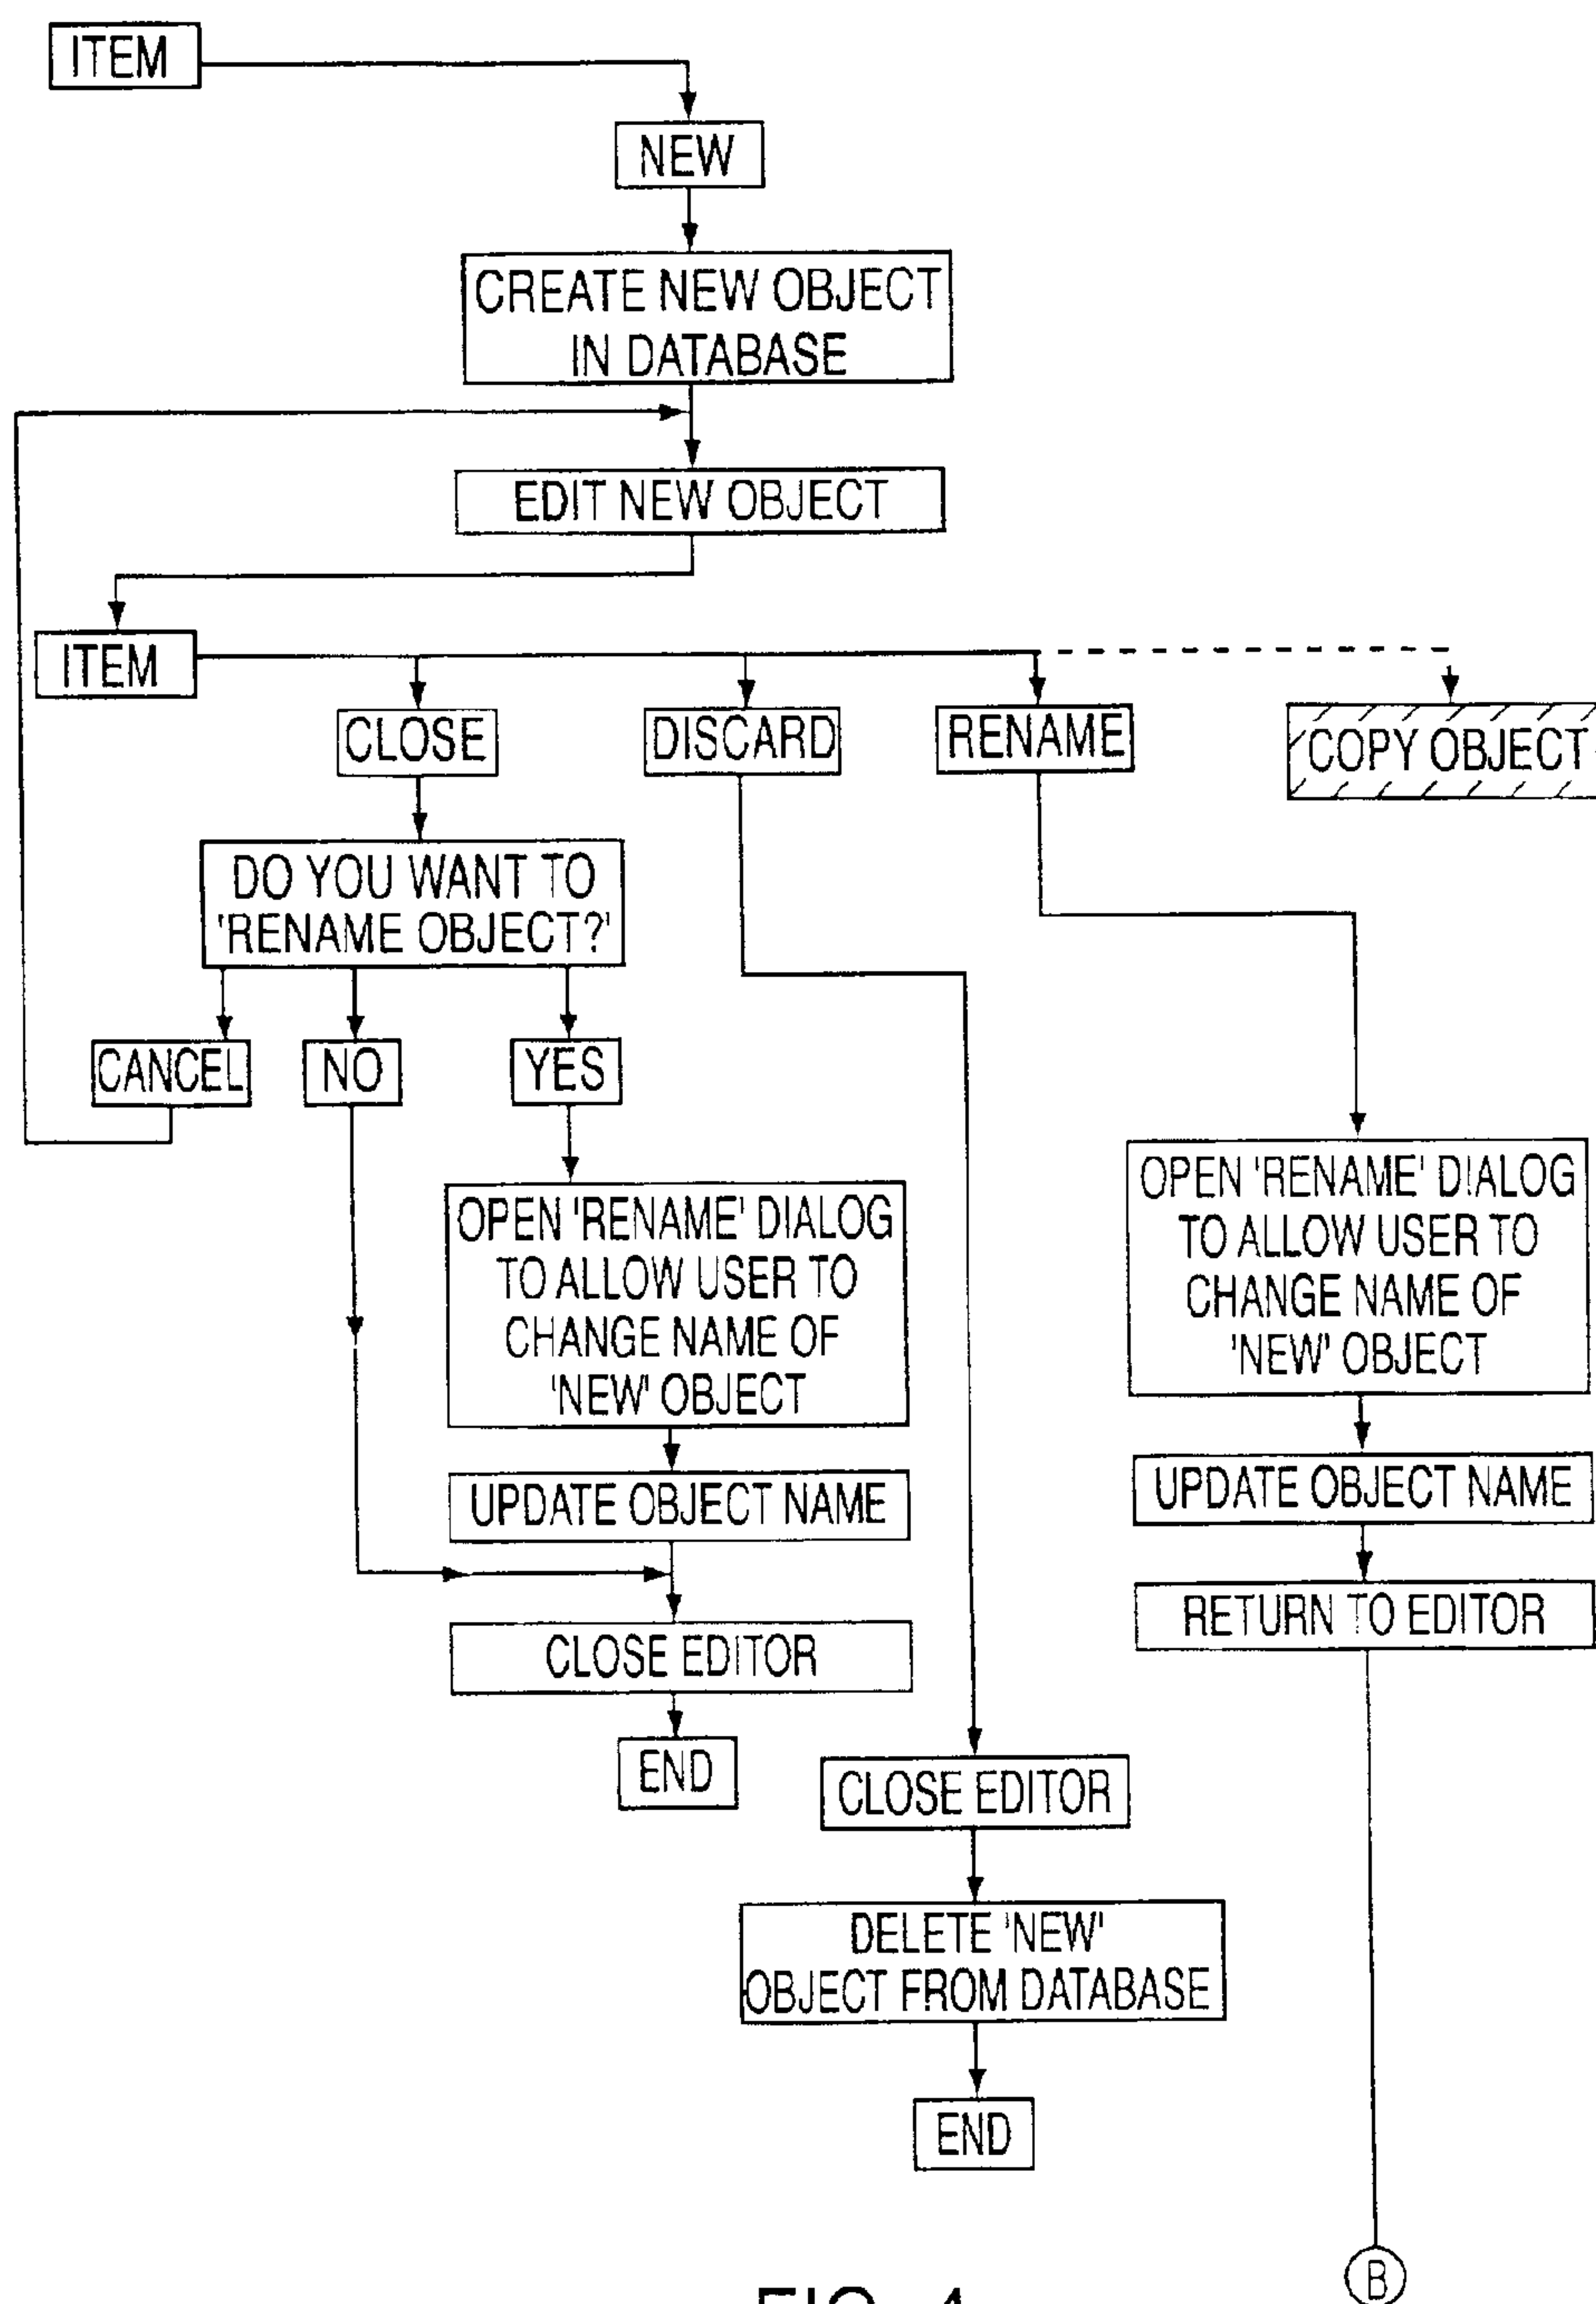 ITEM
NEW
CREATE NEW OBJECT
IN DATABASE
EDIT NEW OBJECT
ITEM
CLOSE
DISCARD
RENAME
COPY OBJECT
DO YOU WANT TO
'RENAME OBJECT?'
CANCEL
NO
YES
OPEN 'RENAME' DIALOG
TO ALLOW USER TO
CHANGE NAME OF
'NEW' OBJECT
UPDATE OBJECT NAME
CLOSE EDITOR
END
CLOSE EDITOR
DELETE 'NEW'
OBJECT FROM DATABASE
END
OPEN 'RENAME' DIALOG
TO ALLOW USER TO
CHANGE NAME OF
'NEW' OBJECT
UPDATE OBJECT NAME
RETURN TO EDITOR
B